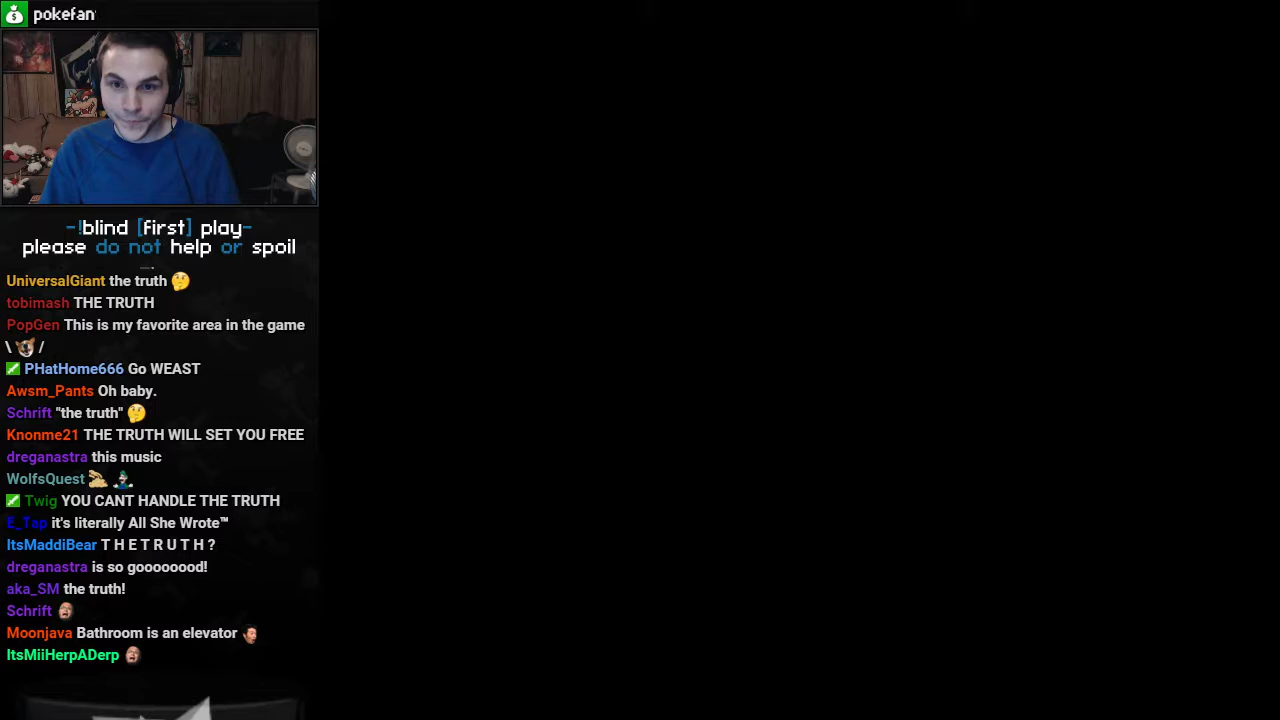 pokefan
-!blind [first] play-
please do not help or spoil
UniversalGiant the truth 🤔
tobimash THE TRUTH
PopGen This is my favorite area in the game
\ /
PHatHome666 Go WEAST
Awsm_Pants Oh baby.
Schrift "the truth" 🤔
Knonme21 THE TRUTH WILL SET YOU FREE
dreganastra this music
WolfsQuest
Twig YOU CANT HANDLE THE TRUTH
E_Tap it's literally All She Wrote™
ItsMaddiBear T H E T R U T H ?
dreganastra is so goooooood!
aka_SM the truth!
Schrift
Moonjava Bathroom is an elevator
ItsMiiHerpADerp